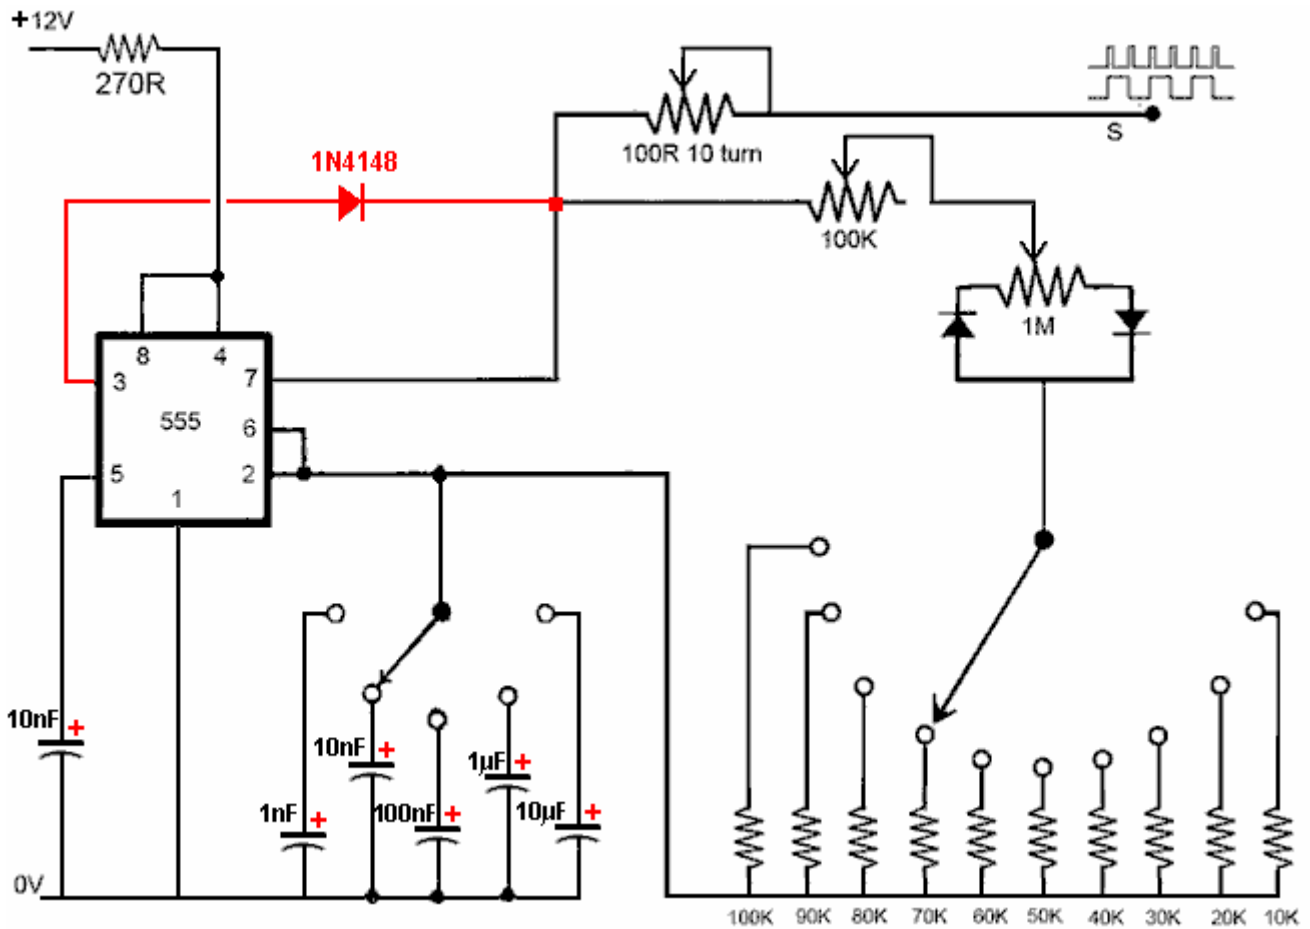 +12V
270R
1N4148
100R 10 turn
S
100K
1M
8 4
3 7
555
6
5 2
1
10nF +
10nF +
1µF +
1nF +
100nF +
10µF +
0V
100K 90K 80K 70K 60K 50K 40K 30K 20K 10K